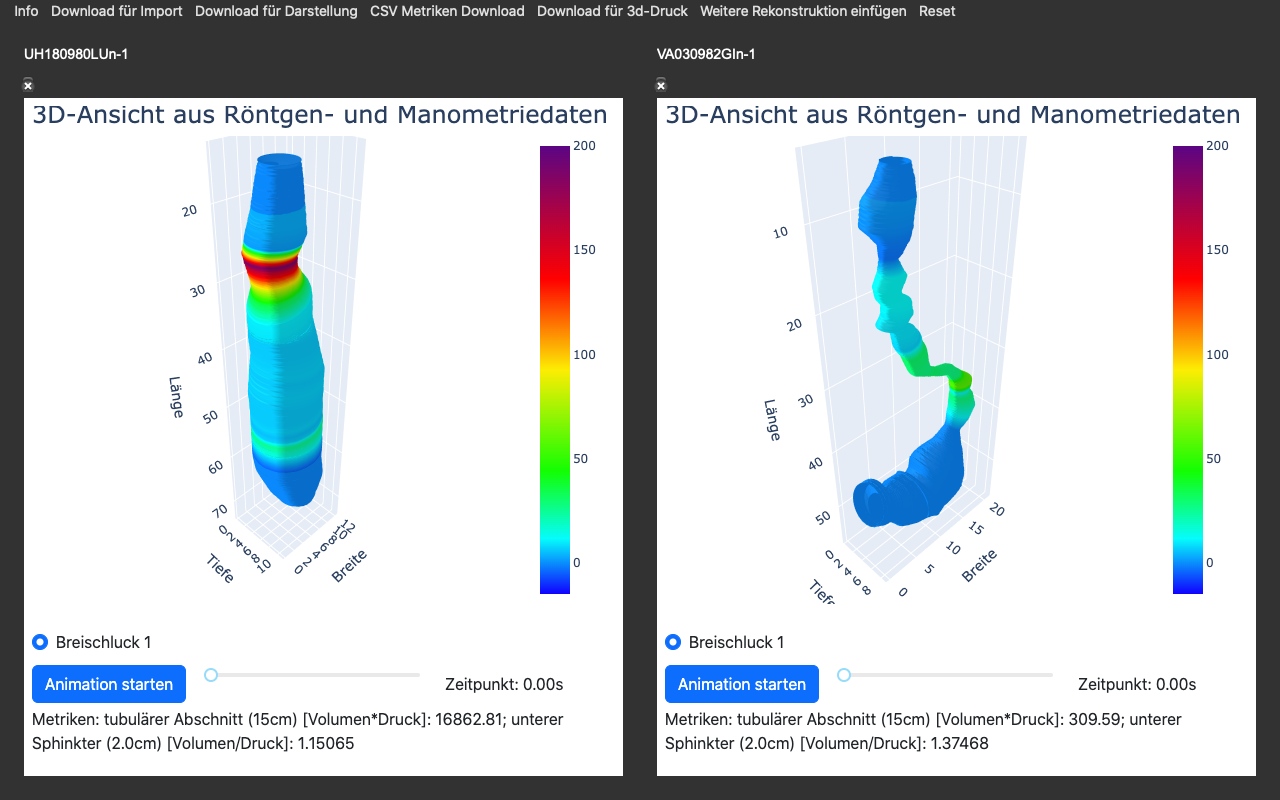 Info Download für Import Download für Darstellung CSV Metriken Download Download für 3d-Druck Weitere Rekonstruktion einfügen Reset
UH180980LUn-1
3D-Ansicht aus Röntgen- und Manometriedaten
20
30
40
50
60
70
Länge
0 2 4 6 8 10
Tiefe
0 2 4 6 8 10 12
Breite
200
150
100
50
0
Breischluck 1
Animation starten
Zeitpunkt: 0.00s
Metriken: tubulärer Abschnitt (15cm) [Volumen*Druck]: 16862.81; unterer
Sphinkter (2.0cm) [Volumen/Druck]: 1.15065
VA030982GIn-1
3D-Ansicht aus Röntgen- und Manometriedaten
10
20
30
40
50
Länge
0 2 4 6 8
Tiefe
0 5 10 15 20
Breite
200
150
100
50
0
Breischluck 1
Animation starten
Zeitpunkt: 0.00s
Metriken: tubulärer Abschnitt (15cm) [Volumen*Druck]: 309.59; unterer
Sphinkter (2.0cm) [Volumen/Druck]: 1.37468